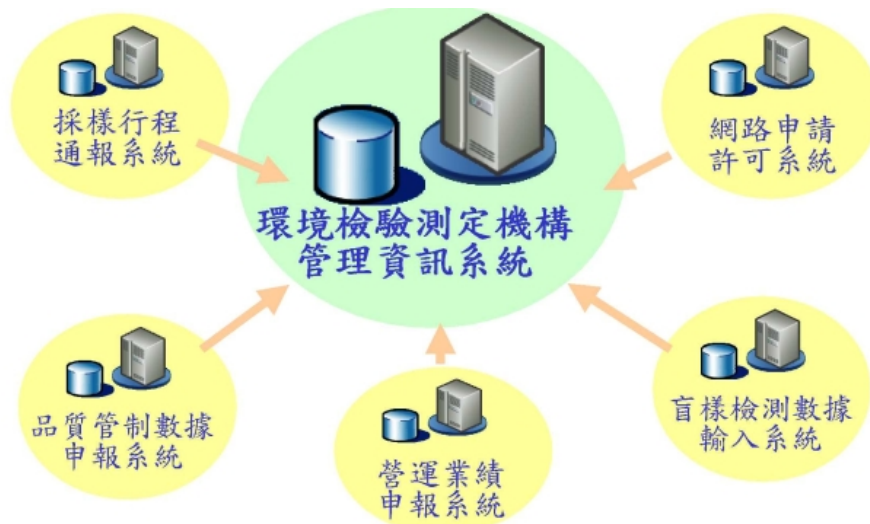 採樣行程
通報系統
網路申請
許可系統
環境檢驗測定機構
管理資訊系統
品質管制數據
申報系統
營運業績
申報系統
盲樣檢測數據
輸入系統